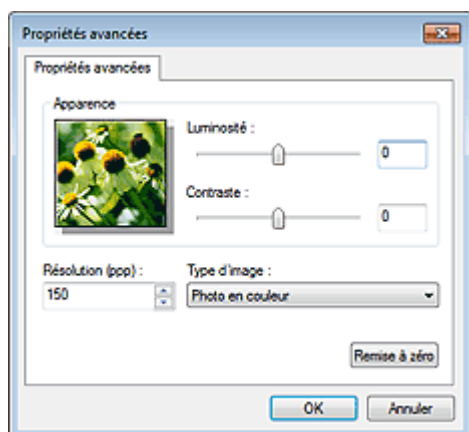 Propriétés avancées
Propriétés avancées
Apparence
Luminosité :
0
Contraste :
0
Résolution (ppp) :
Type d'image :
150
Photo en couleur
Remise à zéro
OK
Annuler